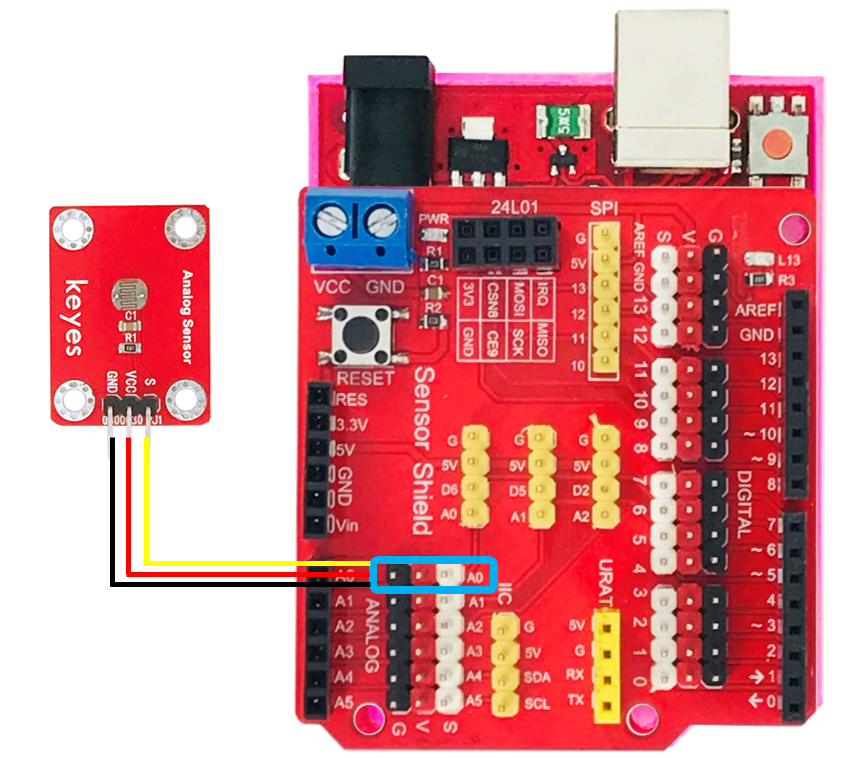 keyes
Analog Sensor
C1
R1
GND
VCC
S
J1
5X5
24L01
SPI
PWR
R1
C1
R2
VCC GND
3V3 CSN8 MOSI IRQ
GND CE9 SCK MISO
G
5V
13
12
11
10
S V G
AREF
GND
13
12
11
10
9
8
7
6
5
4
3
2
1
0
L13
R3
AREF
GND
13
12
11
~ 10
~ 9
8
7
~ 6
~ 5
4
~ 3
2
1
0
DIGITAL
RESET
Sensor Shield
RES
3.3V
5V
GND
Vin
G
5V
D6
A0
G
5V
D5
A1
G
5V
D2
A2
A0
A1
A2
A3
A4
A5
ANALOG
G V S
A0
A1
A2
A3
A4
A5
IIC
G
5V
SDA
SCL
URAT
5V
G
RX
TX